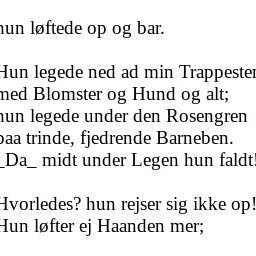 hun løftede op og bar.
Hun legede ned ad min Trappesten
med Blomster og Hund og alt;
hun legede under den Rosengren
paa trinde, fjedrende Barneben.
_Da_ midt under Legen hun faldt!
Hvorledes? hun rejser sig ikke op!
Hun løfter ej Haanden mer;